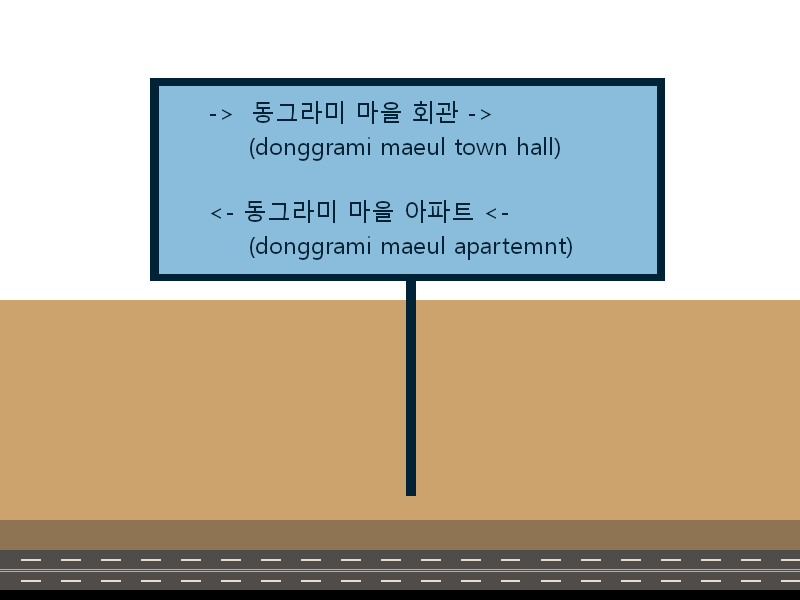 -> 동그라미 마을 회관 ->
(donggrami maeul town hall)
<- 동그라미 마을 아파트 <-
(donggrami maeul apartemnt)